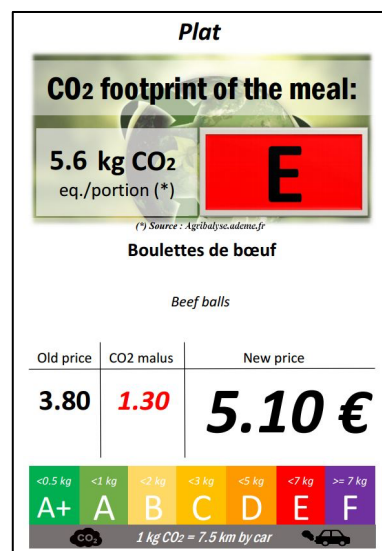 Plat
CO2 footprint of the meal:
5.6 kg CO2
eq./portion (*)
E
(*) Source : Agribalyse.ademe.fr
Boulettes de bœuf
Beef balls
Old price CO2 malus New price
3.80 1.30 5.10 €
<0.5 kg <1 kg <2 kg <3 kg <5 kg <7 kg >= 7 kg
A+ A B C D E F
CO2 1 kg CO2 = 7.5 km by car